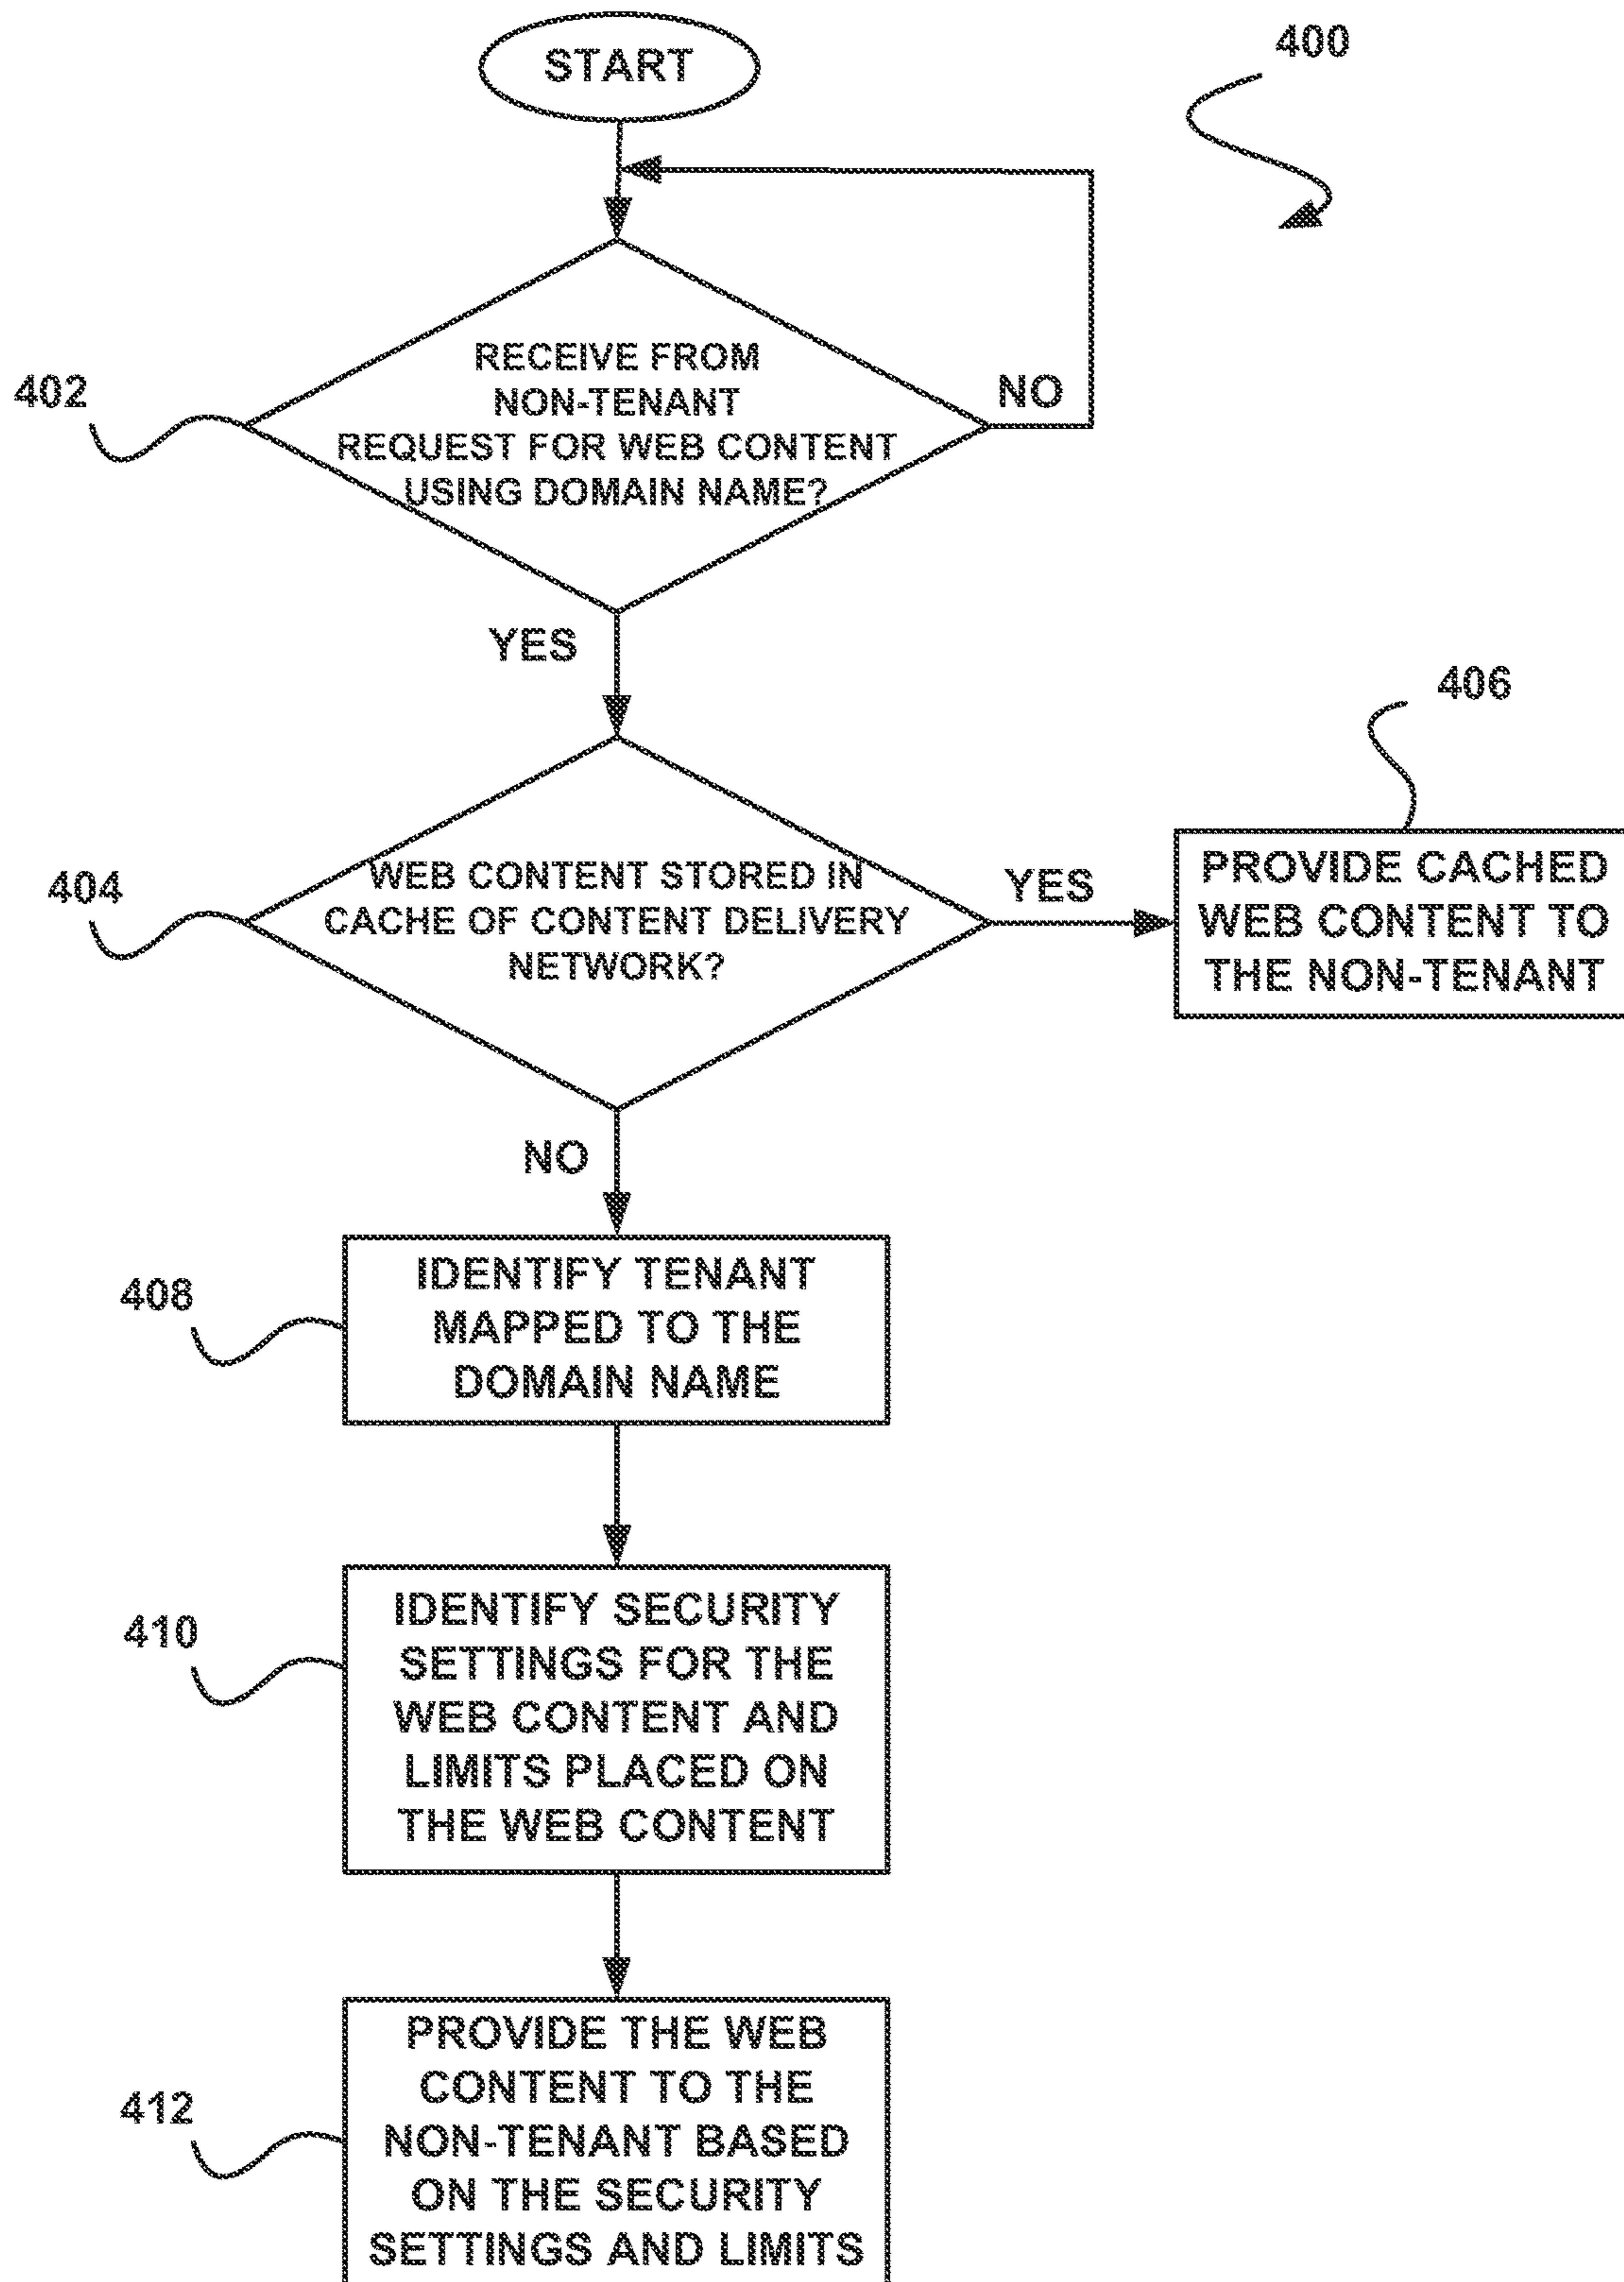 START
400
402
RECEIVE FROM
NON-TENANT
REQUEST FOR WEB CONTENT
USING DOMAIN NAME?
NO
YES
406
404
WEB CONTENT STORED IN
CACHE OF CONTENT DELIVERY
NETWORK?
YES
PROVIDE CACHED
WEB CONTENT TO
THE NON-TENANT
NO
408
IDENTIFY TENANT
MAPPED TO THE
DOMAIN NAME
410
IDENTIFY SECURITY
SETTINGS FOR THE
WEB CONTENT AND
LIMITS PLACED ON
THE WEB CONTENT
412
PROVIDE THE WEB
CONTENT TO THE
NON-TENANT BASED
ON THE SECURITY
SETTINGS AND LIMITS